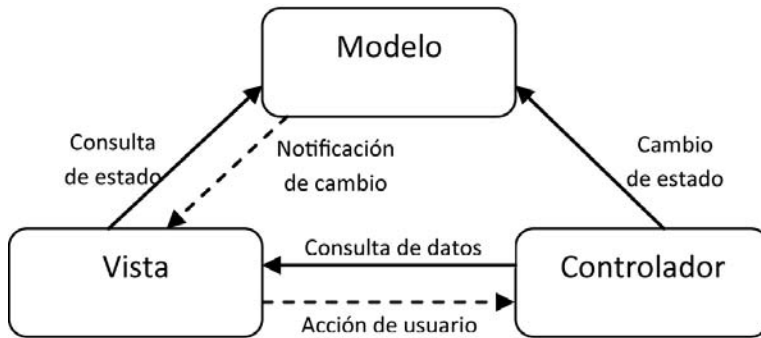 Modelo
Consulta
de estado
Notificación
de cambio
Cambio
de estado
Vista
Consulta de datos
Controlador
Acción de usuario